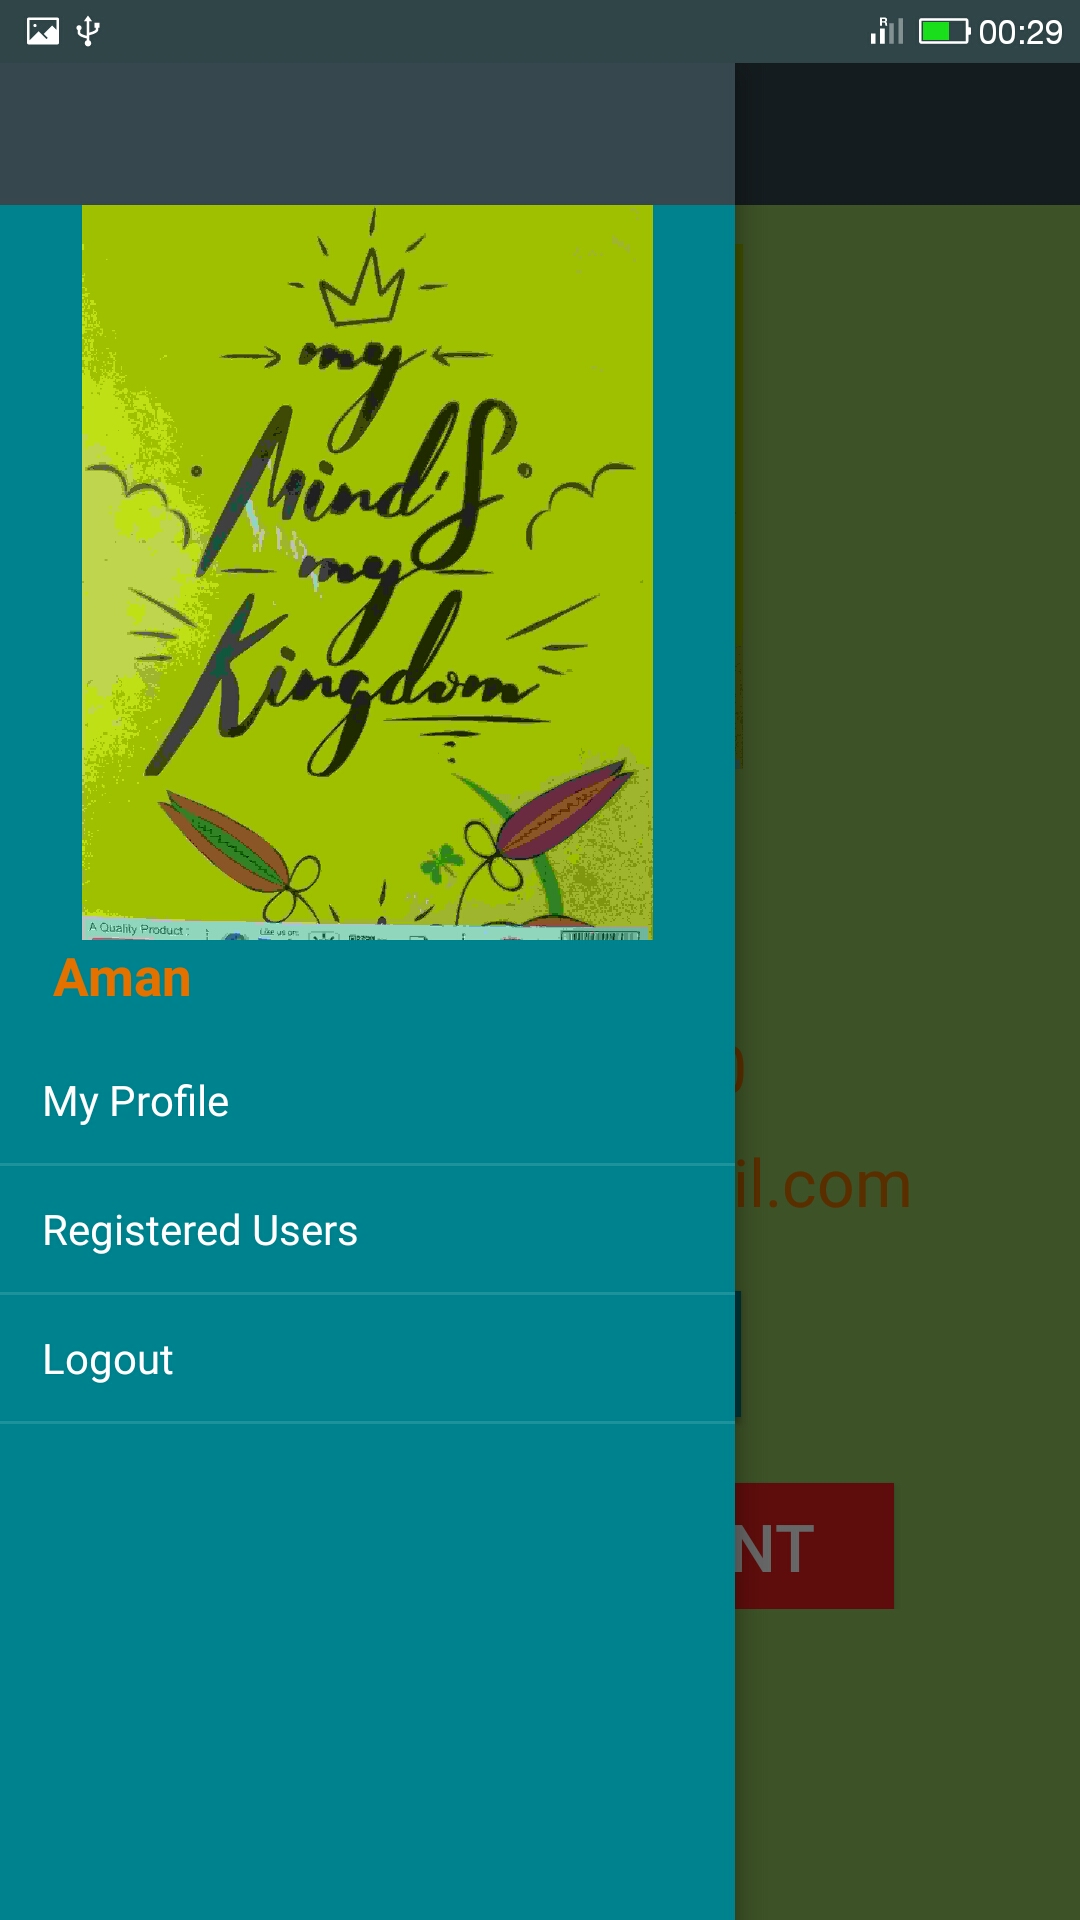 R
00:29
my
Mind's
my
Kingdom
A Quality Product :
Like us on:
Aman
My Profile
Registered Users
il.com
Logout
NT